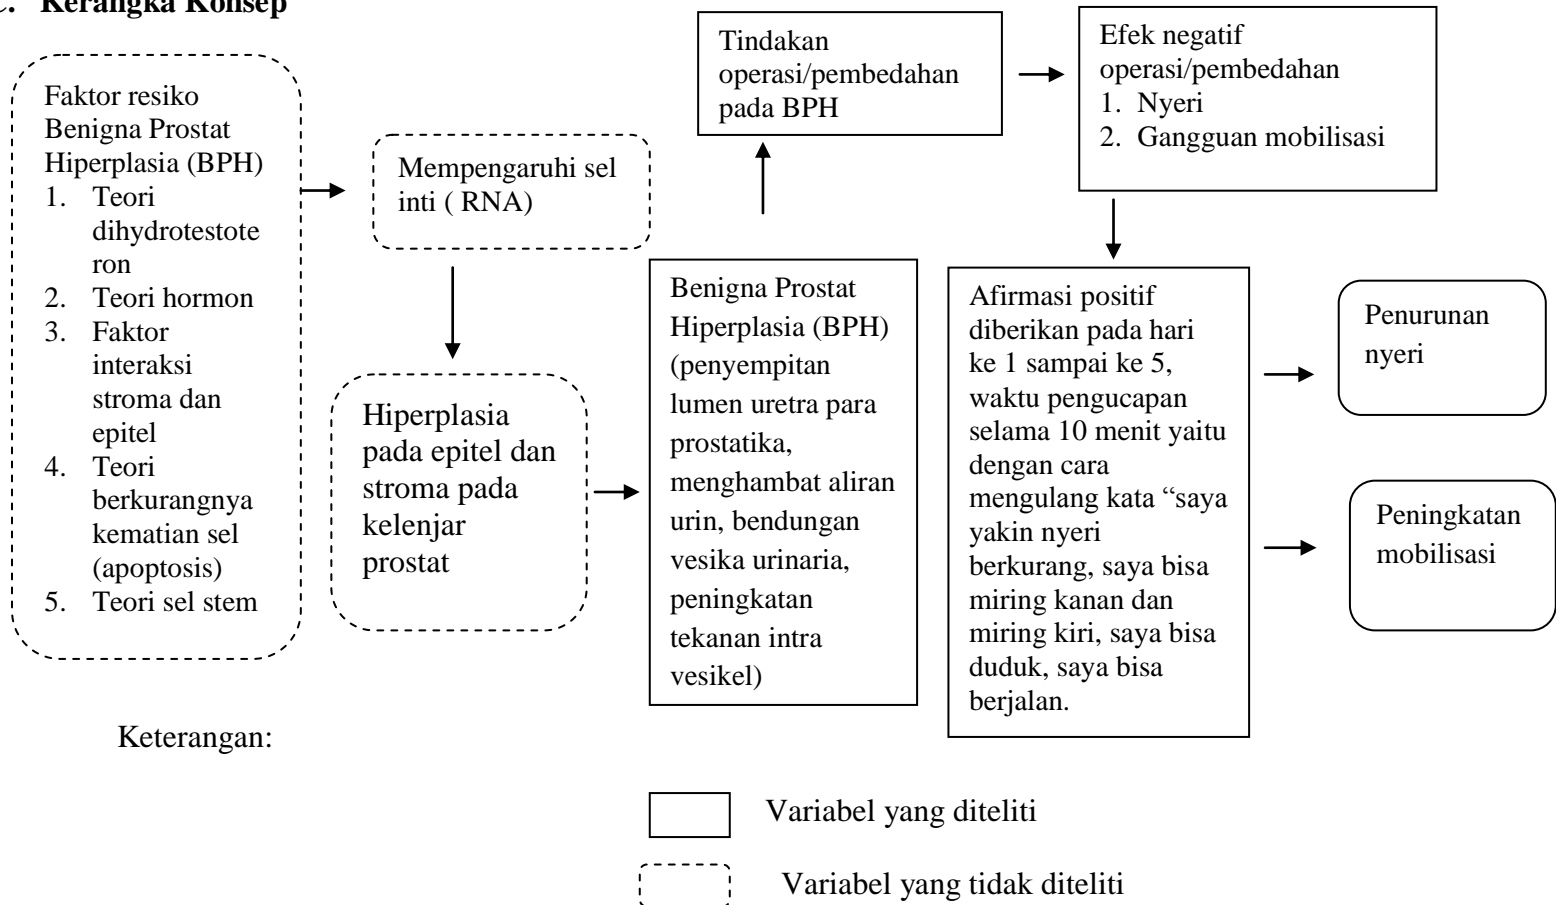 C. Kerangka Konsep
Faktor resiko
Benigna Prostat
Hiperplasia (BPH)
1. Teori
dihydrotestote
ron
2. Teori hormon
3. Faktor
interaksi
stroma dan
epitel
4. Teori
berkurangnya
kematian sel
(apoptosis)
5. Teori sel stem
Mempengaruhi sel
inti ( RNA)
Hiperplasia
pada epitel dan
stroma pada
kelenjar
prostat
Benigna Prostat
Hiperplasia (BPH)
(penyempitan
lumen uretra para
prostatika,
menghambat aliran
urin, bendungan
vesika urinaria,
peningkatan
tekanan intra
vesikel)
Tindakan
operasi/pembedahan
pada BPH
Efek negatif
operasi/pembedahan
1. Nyeri
2. Gangguan mobilisasi
Afirmasi positif
diberikan pada hari
ke 1 sampai ke 5,
waktu pengucapan
selama 10 menit yaitu
dengan cara
mengulang kata “saya
yakin nyeri
berkurang, saya bisa
miring kanan dan
miring kiri, saya bisa
duduk, saya bisa
berjalan.
Penurunan
nyeri
Peningkatan
mobilisasi
Keterangan:
Variabel yang diteliti
Variabel yang tidak diteliti